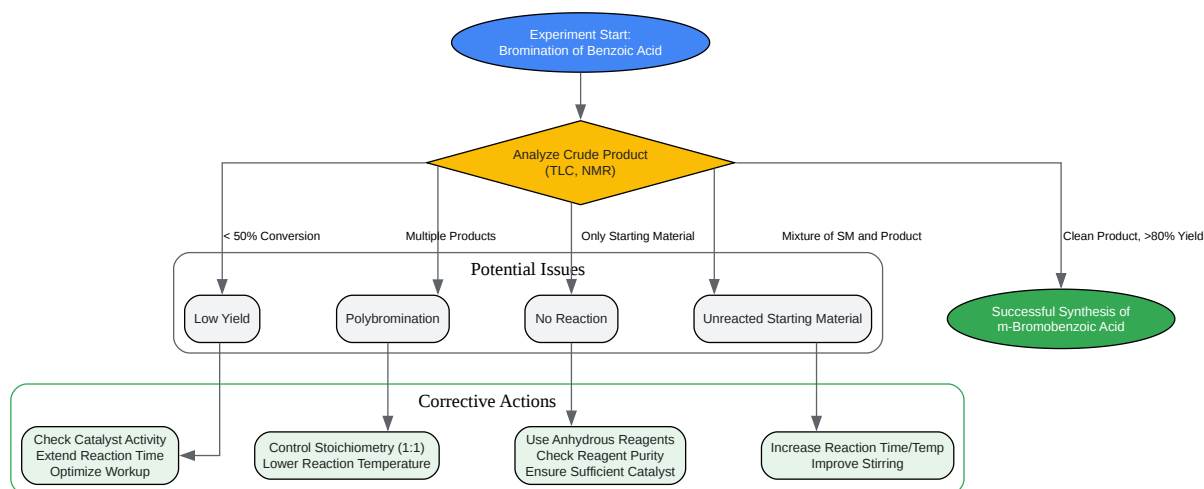 Experiment Start:
Bromination of Benzoic Acid
Analyze Crude Product
(TLC, NMR)
< 50% Conversion
Multiple Products
Only Starting Material
Mixture of SM and Product
Clean Product, >80% Yield
Potential Issues
Low Yield
Polybromination
No Reaction
Unreacted Starting Material
Successful Synthesis of
m-Bromobenzoic Acid
Corrective Actions
Check Catalyst Activity
Extend Reaction Time
Optimize Workup
Control Stoichiometry (1:1)
Lower Reaction Temperature
Use Anhydrous Reagents
Check Reagent Purity
Ensure Sufficient Catalyst
Increase Reaction Time/Temp
Improve Stirring